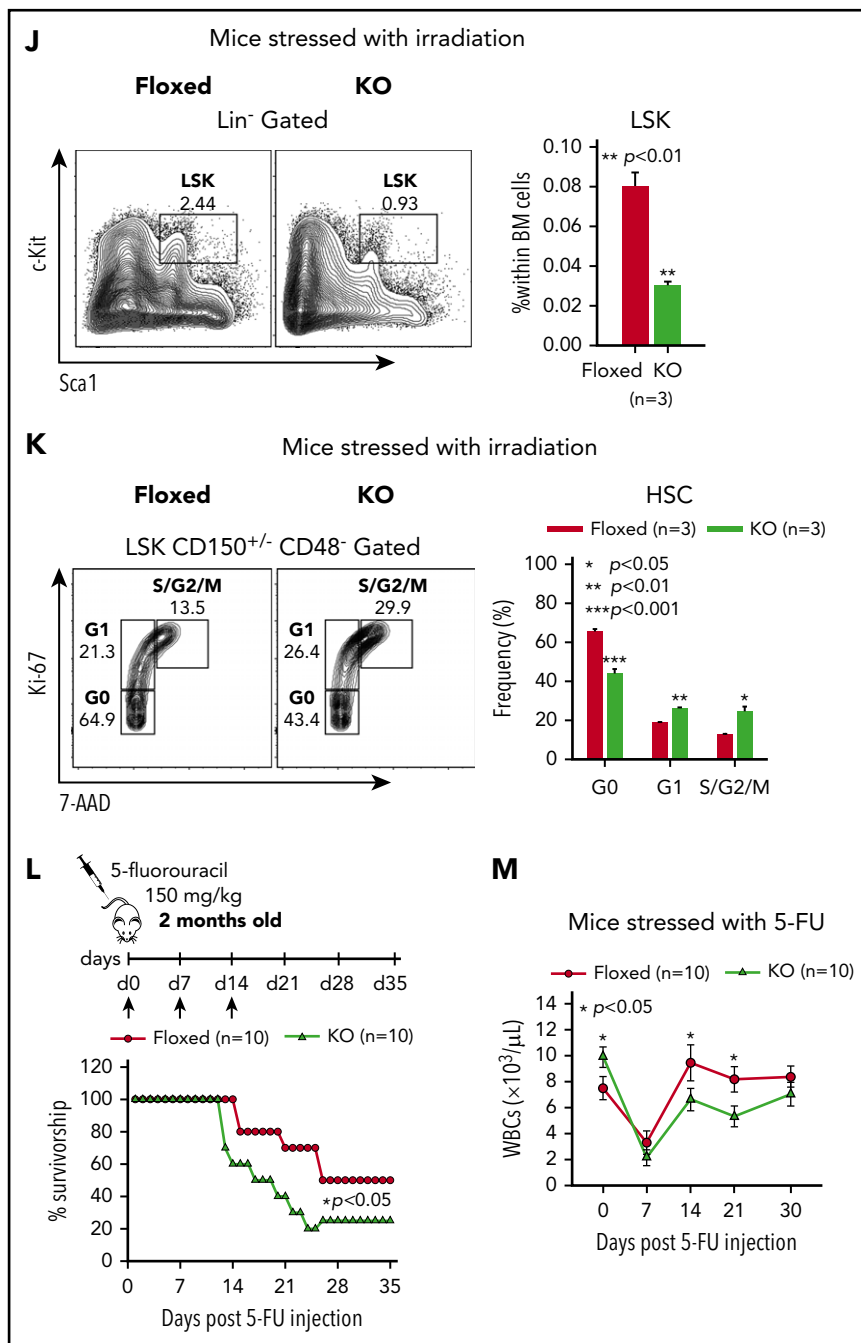 J
Mice stressed with irradiation
Floxed
KO
Lin- Gated
LSK
2.44
LSK
0.93
c-Kit
Sca1
LSK
** p<0.01
%within BM cells
0.10
0.08
0.06
0.04
0.02
0.00
**
Floxed KO
(n=3)
K
Mice stressed with irradiation
Floxed
KO
LSK CD150+/- CD48- Gated
S/G2/M
13.5
G1
21.3
G0
64.9
S/G2/M
29.9
G1
26.4
G0
43.4
Ki-67
7-AAD
HSC
Floxed (n=3) KO (n=3)
* p<0.05
** p<0.01
***p<0.001
Frequency (%)
100
80
60
40
20
0
***
**
*
G0 G1 S/G2/M
L
5-fluorouracil
150 mg/kg
2 months old
days
d0 d7 d14 d21 d28 d35
Floxed (n=10) KO (n=10)
% survivorship
120
100
80
60
40
20
0
*p<0.05
0 7 14 21 28 35
Days post 5-FU injection
M
Mice stressed with 5-FU
Floxed (n=10) KO (n=10)
* p<0.05
WBCs (×10³/μL)
14
12
10
8
6
4
2
0
* * *
0 7 14 21 30
Days post 5-FU injection